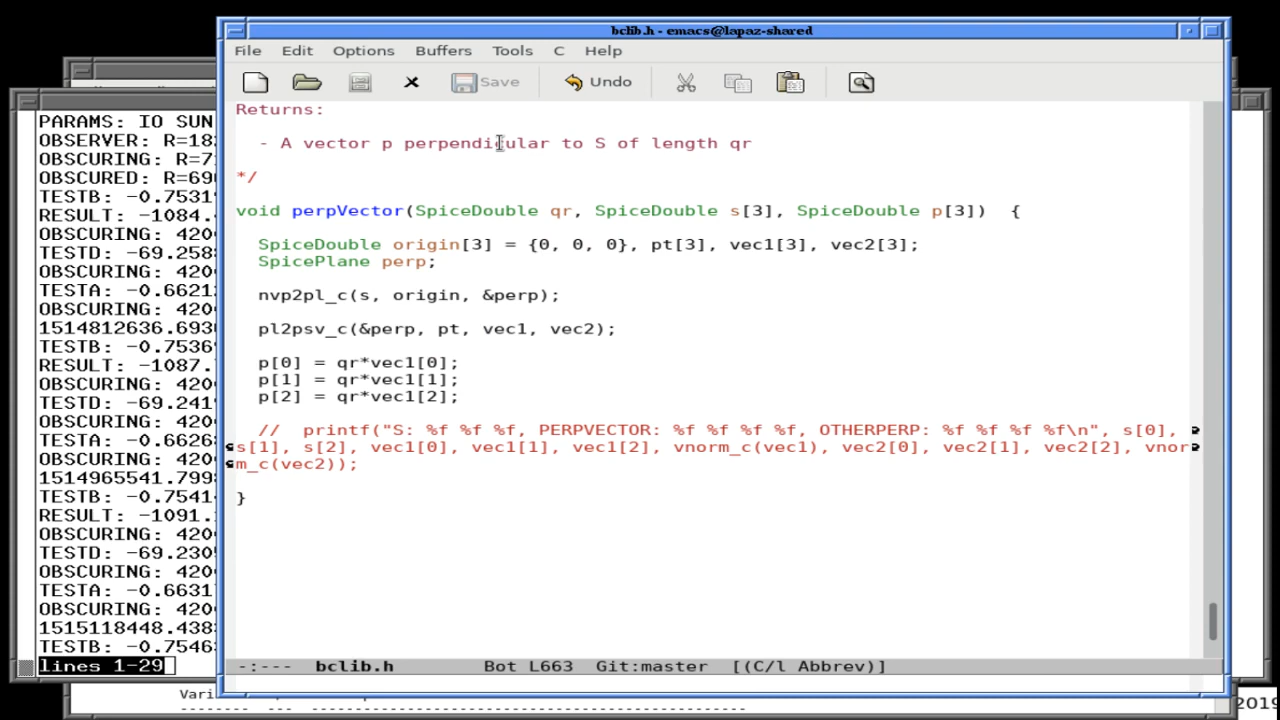 bclib.h - emacs@lapaz-shared
File Edit Options Buffers Tools C Help
Save Undo
Returns:
- A vector p perpendicular to S of length qr
*/
void perpVector(SpiceDouble qr, SpiceDouble s[3], SpiceDouble p[3]) {
SpiceDouble origin[3] = {0, 0, 0}, pt[3], vec1[3], vec2[3];
SpicePlane perp;
nvp2pl_c(s, origin, &perp);
pl2psv_c(&perp, pt, vec1, vec2);
p[0] = qr*vec1[0];
p[1] = qr*vec1[1];
p[2] = qr*vec1[2];
// printf("S: %f %f %f, PERPVECTOR: %f %f %f %f, OTHERPERP: %f %f %f %f\n", s[0],
s[1], s[2], vec1[0], vec1[1], vec1[2], vnorm_c(vec1), vec2[0], vec2[1], vec2[2], vnor
m_c(vec2));
}
-:--- bclib.h Bot L663 Git:master [(C/l Abbrev)]
PARAMS: IO SUN
OBSERVER: R=18
OBSCURING: R=7
OBSCURED: R=69
TESTB: -0.7531
RESULT: -1084.
OBSCURING: 420
TESTD: -69.258
OBSCURING: 420
TESTA: -0.6621
OBSCURING: 420
1514812636.693
TESTB: -0.7536
RESULT: -1087.
OBSCURING: 420
TESTD: -69.241
OBSCURING: 420
TESTA: -0.6626
OBSCURING: 420
1514965541.799
TESTB: -0.7541
RESULT: -1091.
OBSCURING: 420
TESTD: -69.230
OBSCURING: 420
TESTA: -0.6631
OBSCURING: 420
1515118448.438
TESTB: -0.7546
lines 1-29
Vari
-------- --- ------------------------------------------------
2019